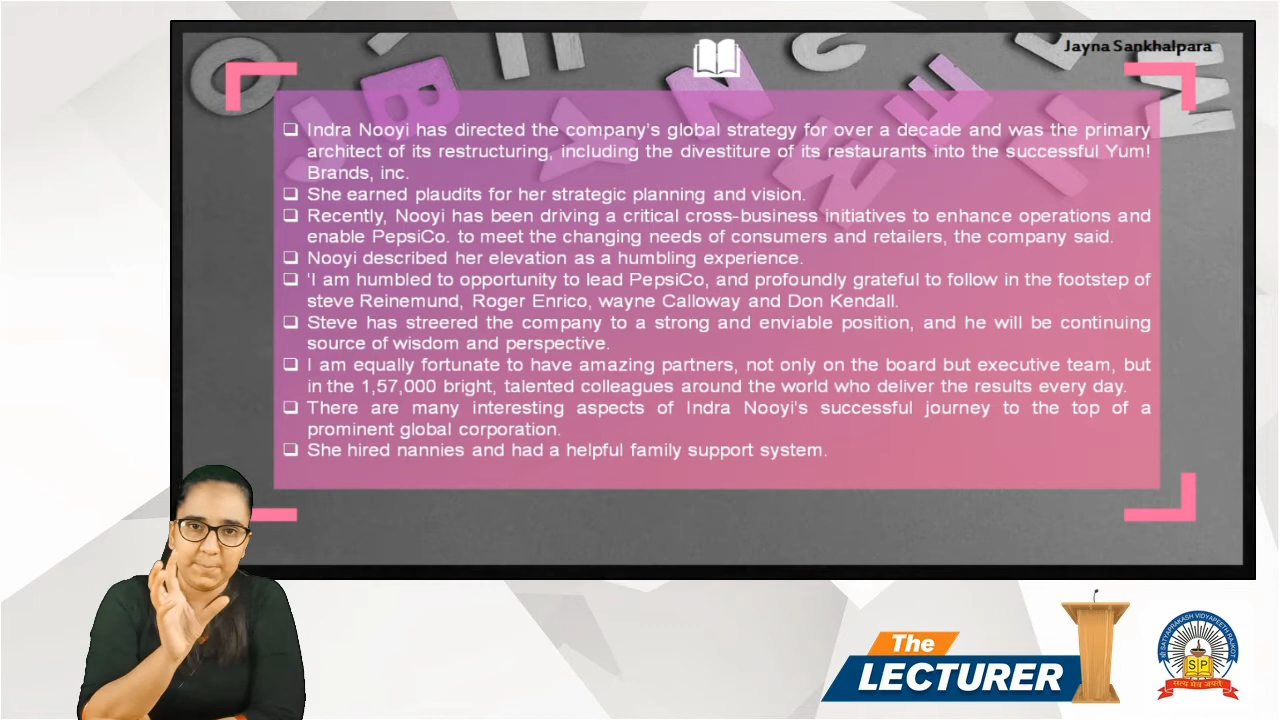 Jayna Sankhalpara
❑ Indra Nooyi has directed the company's global strategy for over a decade and was the primary
architect of its restructuring, including the divestiture of its restaurants into the successful Yum!
Brands, inc.
❑ She earned plaudits for her strategic planning and vision.
❑ Recently, Nooyi has been driving a critical cross-business initiatives to enhance operations and
enable PepsiCo. to meet the changing needs of consumers and retailers, the company said.
❑ Nooyi described her elevation as a humbling experience.
❑ 'I am humbled to opportunity to lead PepsiCo, and profoundly grateful to follow in the footstep of
steve Reinemund, Roger Enrico, wayne Calloway and Don Kendall.
❑ Steve has streered the company to a strong and enviable position, and he will be continuing
source of wisdom and perspective.
❑ I am equally fortunate to have amazing partners, not only on the board but executive team, but
in the 1,57,000 bright, talented colleagues around the world who deliver the results every day.
❑ There are many interesting aspects of Indra Nooyi's successful journey to the top of a
prominent global corporation.
❑ She hired nannies and had a helpful family support system.
The
LECTURER
श्री SATYAPRAKASH VIDYAPEETH RAJKOT
SP
सत्य मेव जयते